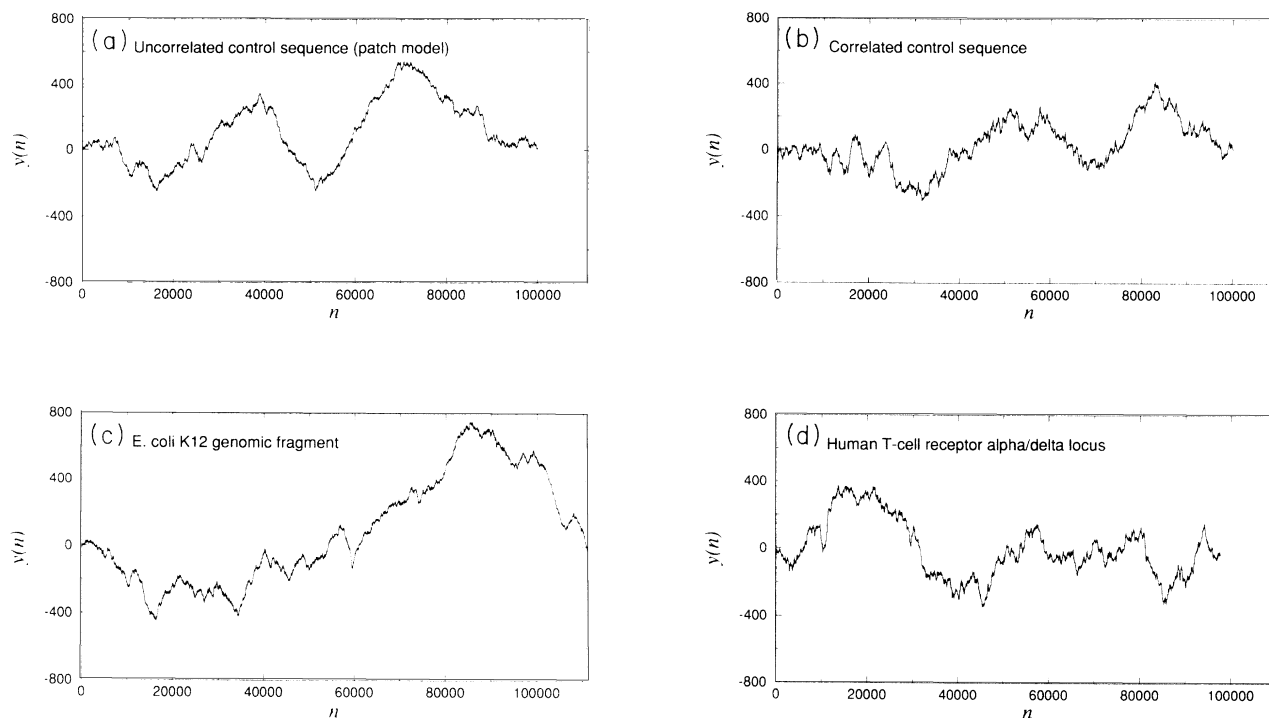 (a) Uncorrelated control sequence (patch model)
800
400
0
-400
-800
y(n)
0 20000 40000 60000 80000 100000
n
(b) Correlated control sequence
800
400
0
-400
-800
y(n)
0 20000 40000 60000 80000 100000
n
(c) E. coli K12 genomic fragment
800
400
0
-400
-800
y(n)
0 20000 40000 60000 80000 100000
n
(d) Human T-cell receptor alpha/delta locus
800
400
0
-400
-800
y(n)
0 20000 40000 60000 80000 100000
n